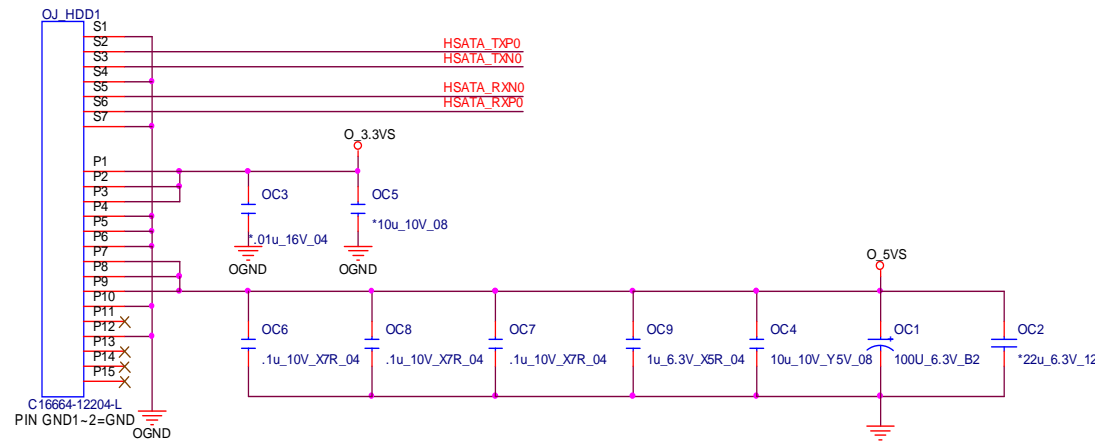 OJ_HDD1
S1
S2
HSATA_TXP0
S3
HSATA_TXN0
S4
S5
HSATA_RXN0
S6
HSATA_RXP0
S7
O_3.3VS
P1
P2
P3
P4
P5
P6
P7
P8
P9
P10
P11
P12
P13
P14
P15
OC3
*.01u_16V_04
OGND
OC5
*10u_10V_08
OGND
O_5VS
OC6
.1u_10V_X7R_04
OC8
.1u_10V_X7R_04
OC7
.1u_10V_X7R_04
OC9
1u_6.3V_X5R_04
OC4
10u_10V_Y5V_08
OC1
+
100U_6.3V_B2
OC2
*22u_6.3V_12
C16664-12204-L
PIN GND1~2=GND
OGND